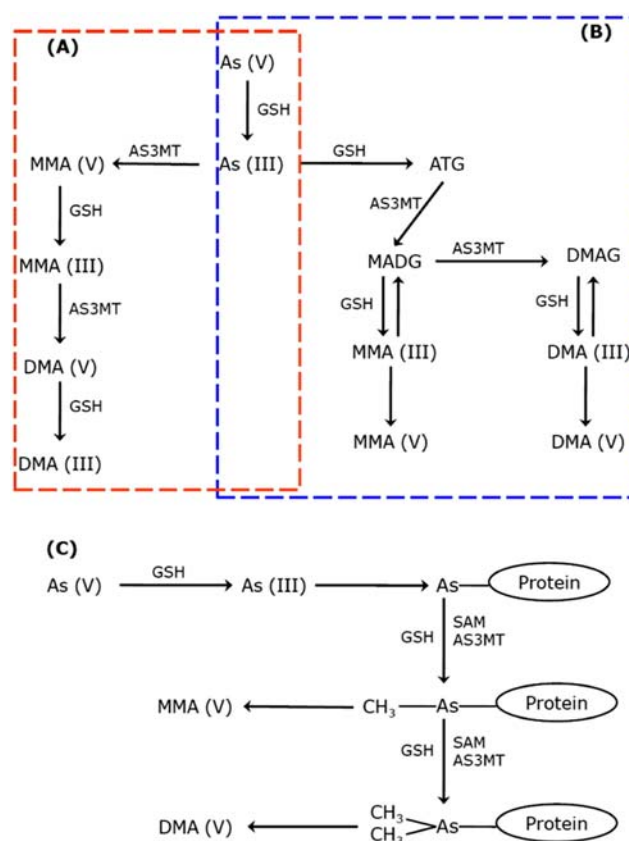 (A)
(B)
As (V)
GSH
MMA (V)
AS3MT
As (III)
GSH
ATG
GSH
AS3MT
MMA (III)
MADG
AS3MT
DMAG
AS3MT
GSH
GSH
DMA (V)
MMA (III)
DMA (III)
GSH
DMA (III)
MMA (V)
DMA (V)
(C)
As (V)
GSH
As (III)
As
Protein
GSH
SAM
AS3MT
MMA (V)
CH₃
As
Protein
GSH
SAM
AS3MT
DMA (V)
CH₃
CH₃
As
Protein